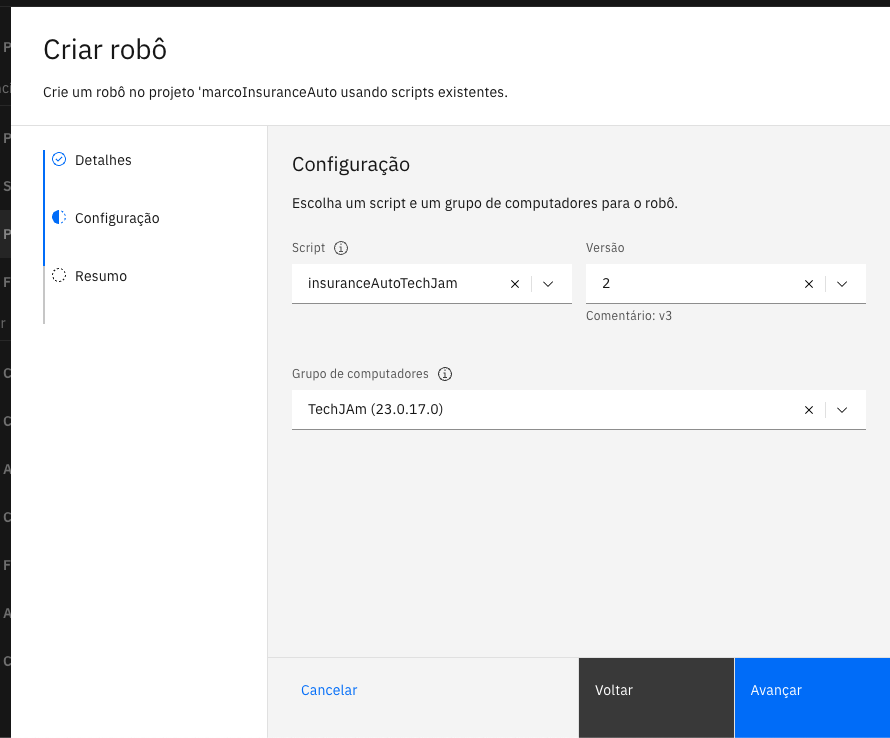 Criar robô
Crie um robô no projeto 'marcoInsuranceAuto usando scripts existentes.
Detalhes
Configuração
Resumo
Configuração
Escolha um script e um grupo de computadores para o robô.
Script
Versão
insuranceAutoTechJam
2
Comentário: v3
Grupo de computadores
TechJAm (23.0.17.0)
Cancelar
Voltar
Avançar